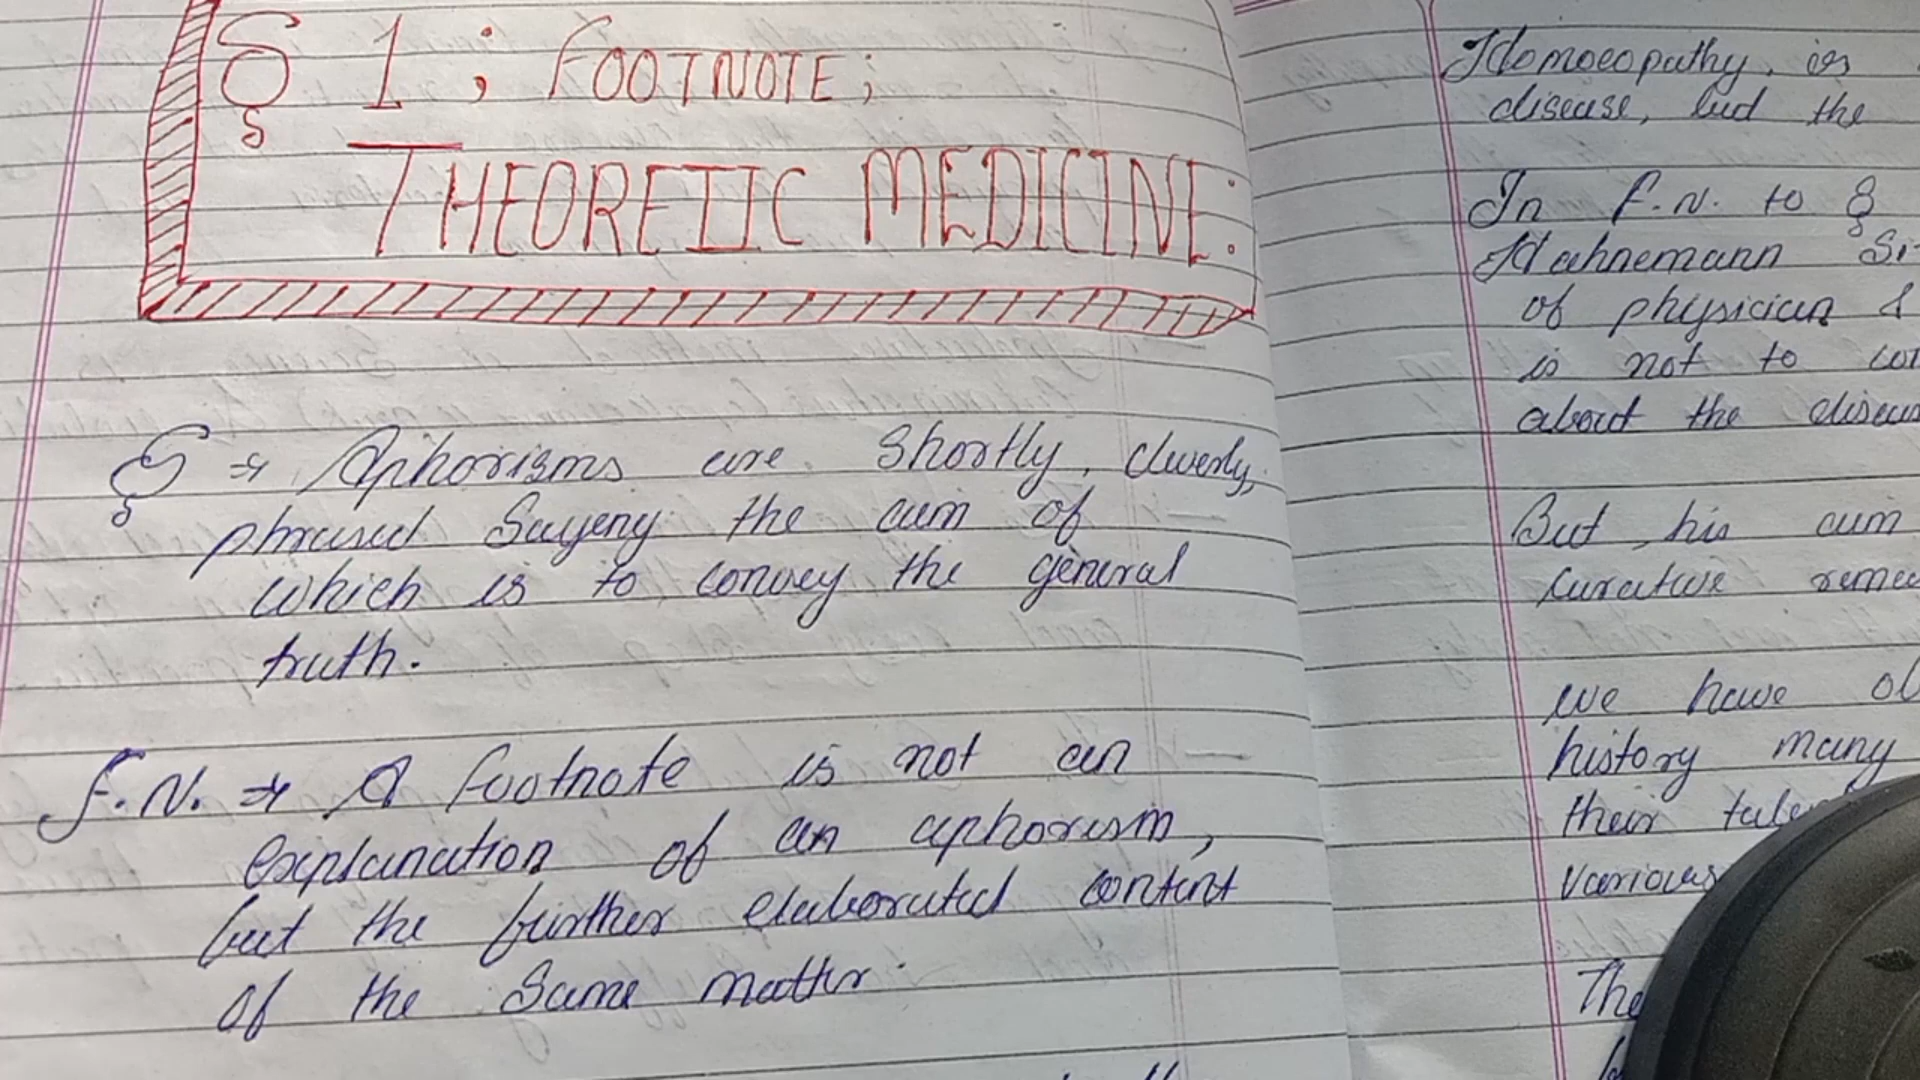 § 1 ; FOOTNOTE ;
THEORETIC MEDICINE:
§ → Aphorisms are shortly, cleverly,
phrased Sayeny the aim of
which is to convey the general
truth.
F.N. → A footnote is not an
explanation of an aphorism,
but the further elaborated content
of the same matter.
Homoeopathy, is
disease, but the
In F.N. to §
Hahnemann
of physician &
is not to
about the
But, his aim
curative
we have
history many
their
various
The